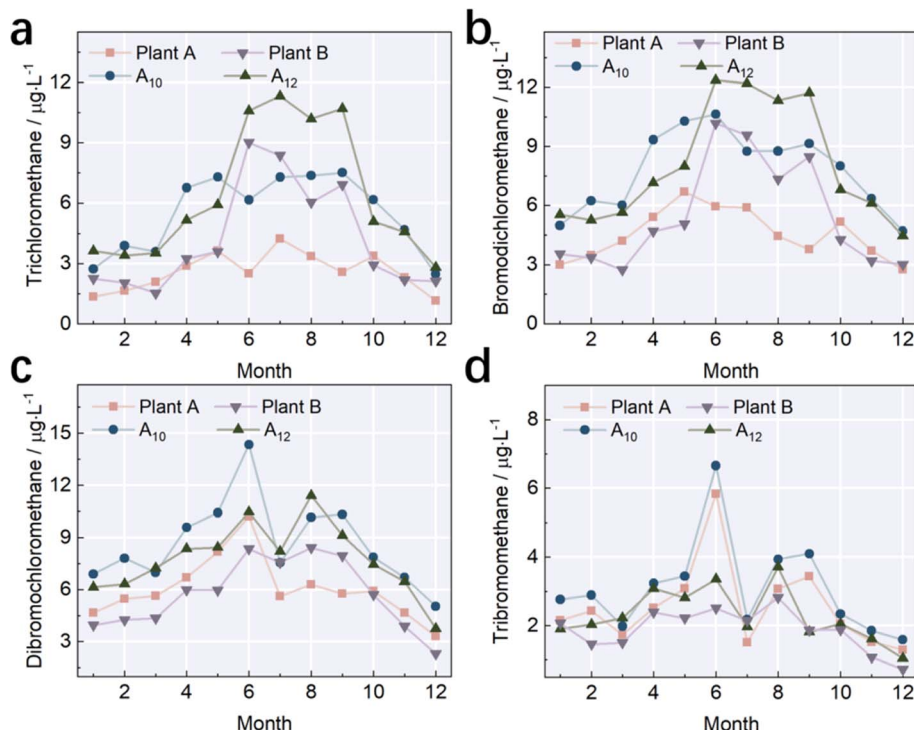 a
Plant A Plant B
A₁₀ A₁₂
Trichloromethane / μg·L⁻¹
12
9
6
3
0
2 4 6 8 10 12
Month
b
Plant A Plant B
A₁₀ A₁₂
Bromodichloromethane / μg·L⁻¹
12
9
6
3
0
2 4 6 8 10 12
Month
c
Plant A Plant B
A₁₀ A₁₂
Dibromochloromethane / μg·L⁻¹
15
12
9
6
3
2 4 6 8 10 12
Month
d
Plant A Plant B
A₁₀ A₁₂
Tribromomethane / μg·L⁻¹
8
6
4
2
2 4 6 8 10 12
Month